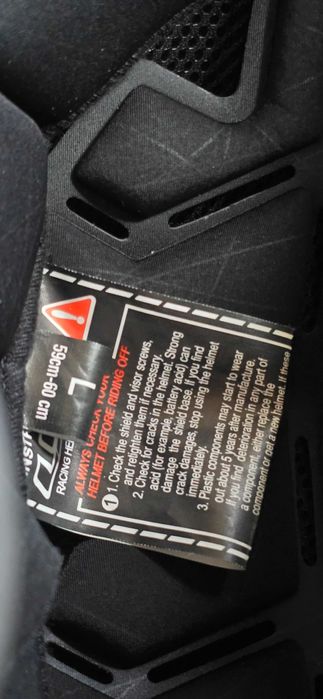 L
59cm-60 cm
RACING HE
ALWAYS CHECK YOUR
HELMET BEFORE RIDING OFF
1 1. Check the shield and visor screws,
and retighten them if necessary.
2. Check for cracks in the helmet. Strong
acid (for example, battery acid) can
damage the shield base. If you find
crack damages, stop using the helmet
immediately.
3. Plastic components may start to wear
out about 5 years after manufacture.
If you find deterioration in any part of
a component, either replace the
component or get a new helmet. If these